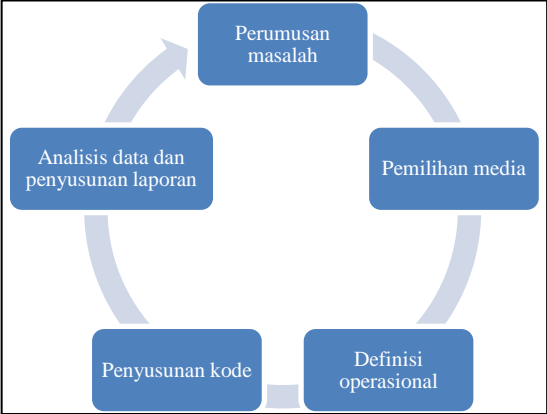 Perumusan
masalah
Pemilihan media
Definisi
operasional
Penyusunan kode
Analisis data dan
penyusunan laporan